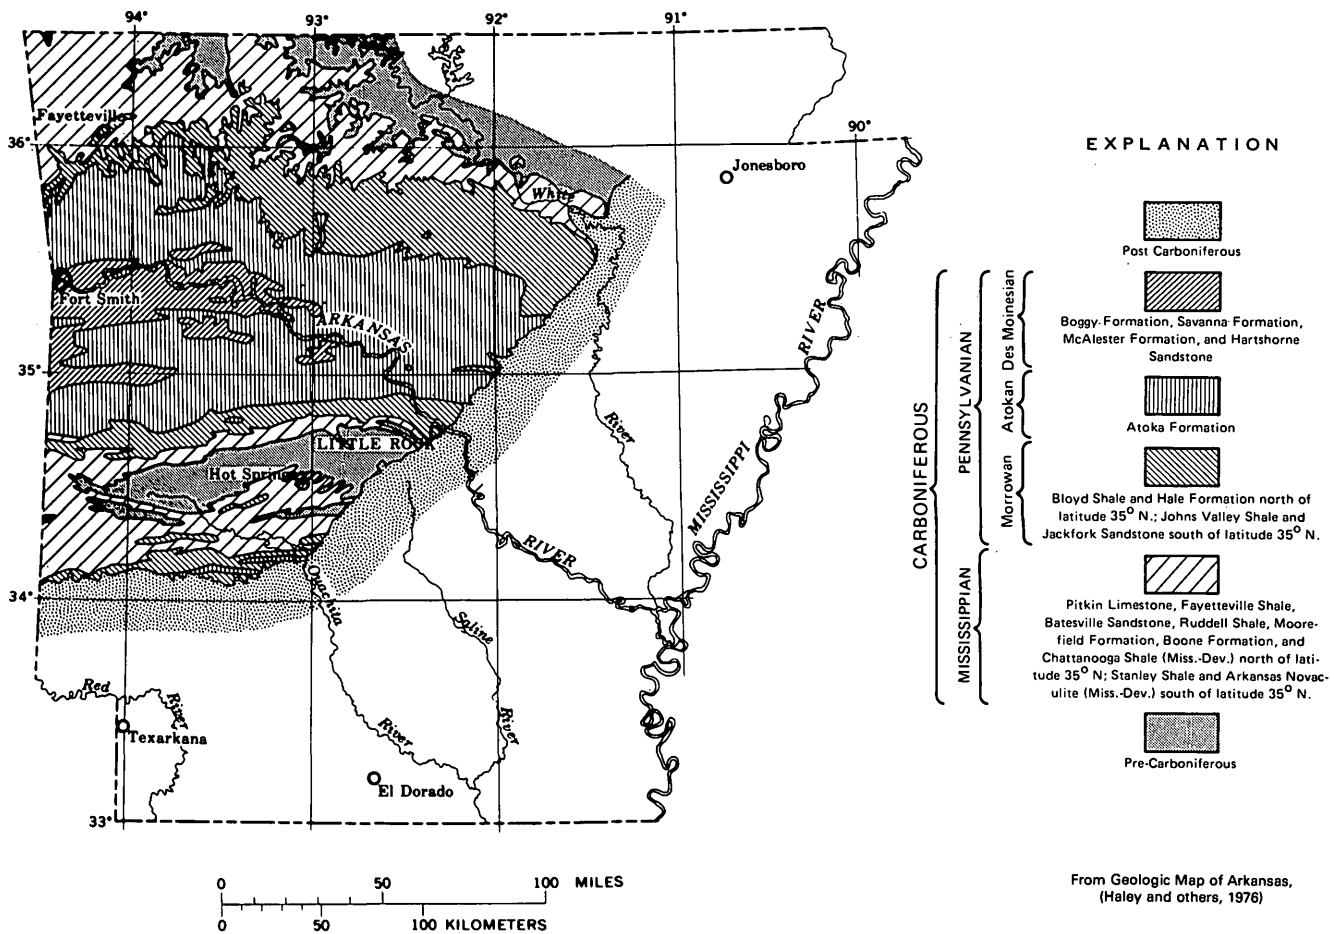 94°
93°
92°
91°
Fayetteville
36°
90°
Jonesboro
White
Fort Smith
ARKANSAS
RIVER
35°
River
LITTLE ROCK
Hot Springs
MISSISSIPPI
RIVER
Ouachita
34°
Saline
Red
River
River
River
Texarkana
El Dorado
33°
0 50 100 MILES
0 50 100 KILOMETERS
EXPLANATION
Post Carboniferous
CARBONIFEROUS
PENNSYLVANIAN
Des Moinesian
Boggy Formation, Savanna Formation,
McAlester Formation, and Hartshorne
Sandstone
Atokan
Atoka Formation
Morrowan
Bloyd Shale and Hale Formation north of
latitude 35° N.; Johns Valley Shale and
Jackfork Sandstone south of latitude 35° N.
MISSISSIPPIAN
Pitkin Limestone, Fayetteville Shale,
Batesville Sandstone, Ruddell Shale, Moore-
field Formation, Boone Formation, and
Chattanooga Shale (Miss.-Dev.) north of lati-
tude 35° N; Stanley Shale and Arkansas Novac-
ulite (Miss.-Dev.) south of latitude 35° N.
Pre-Carboniferous
From Geologic Map of Arkansas,
(Haley and others, 1976)